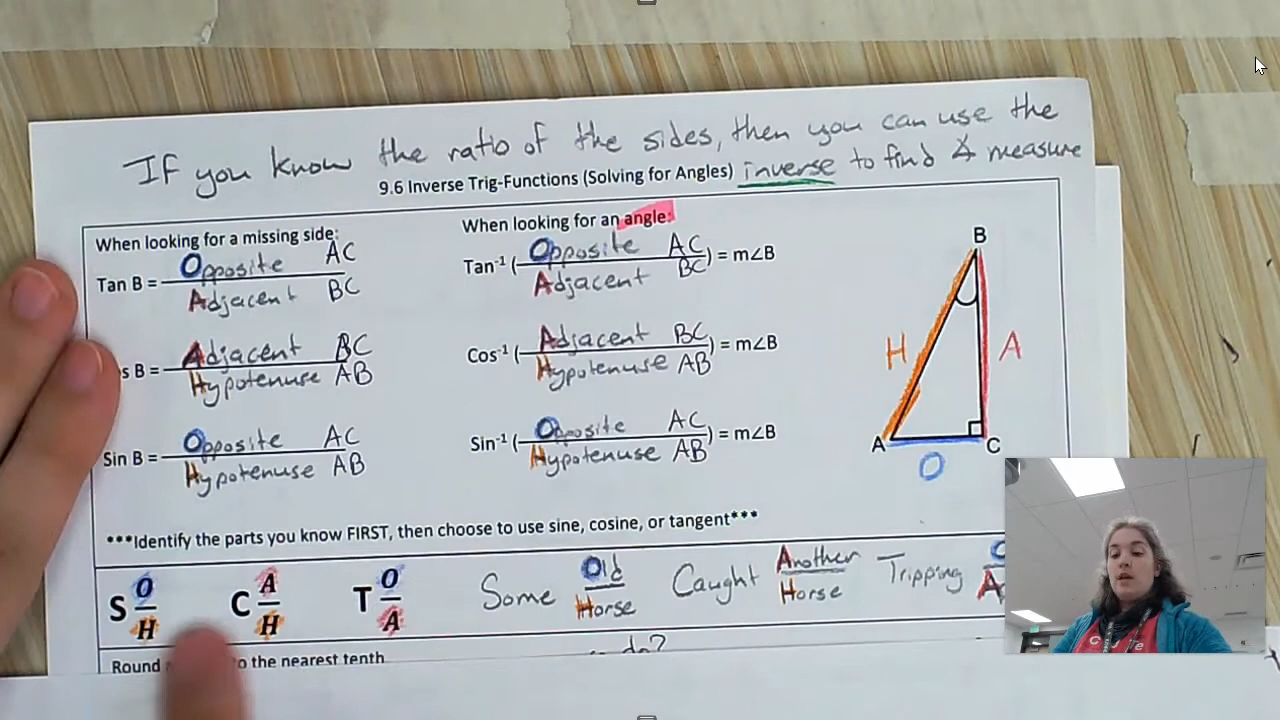 If you know the ratio of the sides, then you can use the
inverse to find ∡ measure
9.6 Inverse Trig-Functions (Solving for Angles)
When looking for a missing side:
Tan B = Opposite AC
Adjacent BC
s B = Adjacent BC
Hypotenuse AB
Sin B = Opposite AC
Hypotenuse AB
When looking for an angle:
Tan⁻¹ (Opposite AC) = m∠B
Adjacent BC
Cos⁻¹ (Adjacent BC) = m∠B
Hypotenuse AB
Sin⁻¹ (Opposite AC) = m∠B
Hypotenuse AB
B
H
A
A
C
O
***Identify the parts you know FIRST, then choose to use sine, cosine, or tangent***
S O
H
C A
H
T O
A
Some Old
Horse
Caught Another
Horse
Tripping O
A
Round to the nearest tenth